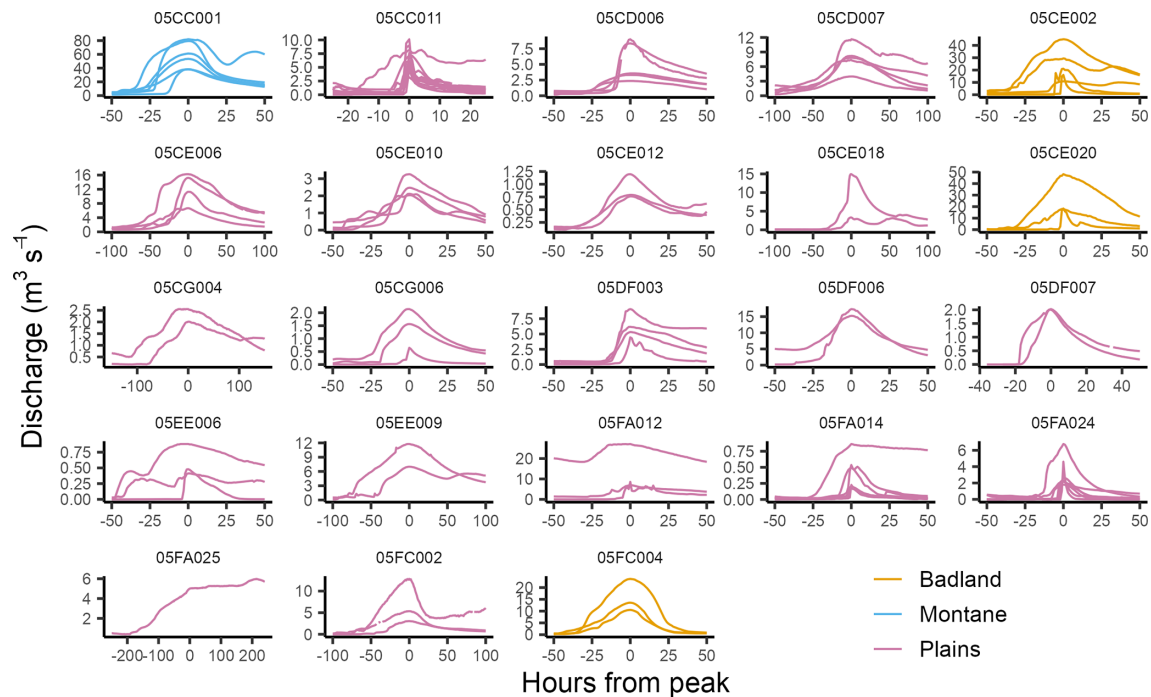 05CC001 05CC011 05CD006 05CD007 05CE002
80 60 40 20 0 10.0 7.5 5.0 2.5 0.0 7.5 5.0 2.5 0.0 12 9 6 3 0 40 30 20 10 0
-50 -25 0 25 50 -20 -10 0 10 20 -50 -25 0 25 50 -100 -50 0 50 100 -50 -25 0 25 50
05CE006 05CE010 05CE012 05CE018 05CE020
16 12 8 4 0 3 2 1 0 1.25 1.00 0.75 0.50 0.25 15 10 5 0 50 40 30 20 10 0
-100 -50 0 50 100 -50 -25 0 25 50 -50 -25 0 25 50 -100 -50 0 50 100 -50 -25 0 25 50
Discharge (m³ s⁻¹)
05CG004 05CG006 05DF003 05DF006 05DF007
2.5 2.0 1.5 1.0 0.5 2.0 1.5 1.0 0.5 0.0 7.5 5.0 2.5 0.0 15 10 5 0 2.0 1.5 1.0 0.5 0.0
-100 0 100 -50 -25 0 25 50 -50 -25 0 25 50 -50 -25 0 25 50 -40 -20 0 20 40
05EE006 05EE009 05FA012 05FA014 05FA024
0.75 0.50 0.25 0.00 12 9 6 3 0 20 10 0 0.75 0.50 0.25 0.00 6 4 2 0
-50 -25 0 25 50 -100 -50 0 50 100 -50 -25 0 25 50 -50 -25 0 25 50 -50 -25 0 25 50
05FA025 05FC002 05FC004
6 4 2 10 5 0 20 15 10 5 0
-200 -100 0 100 200 -100 -50 0 50 100 -50 -25 0 25 50
Badland
Montane
Plains
Hours from peak